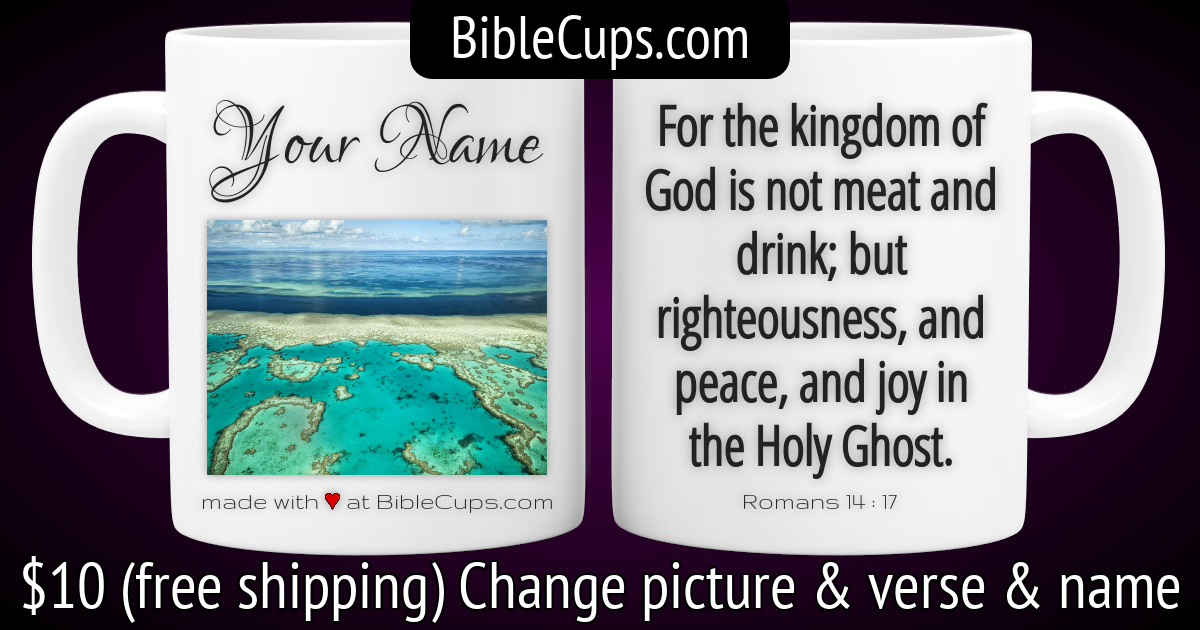 BibleCups.com
Your Name
made with ♥ at BibleCups.com
For the kingdom of
God is not meat and
drink; but
righteousness, and
peace, and joy in
the Holy Ghost.
Romans 14 : 17
$10 (free shipping) Change picture & verse & name